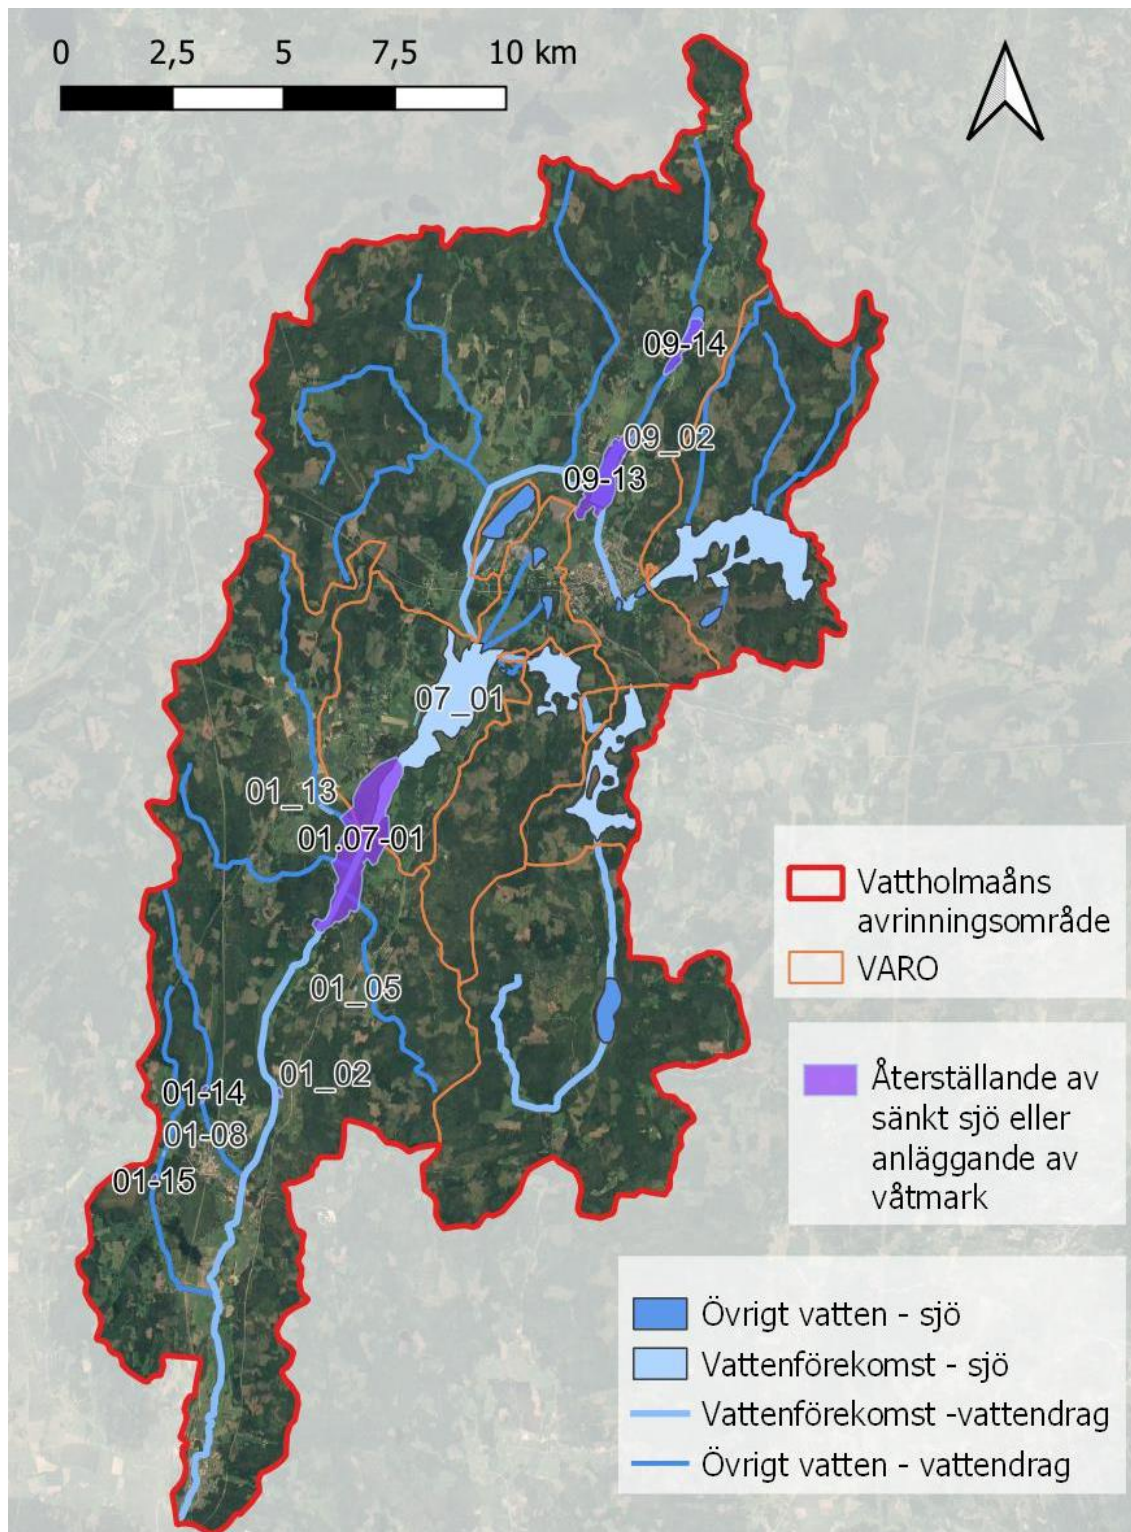 0 2,5 5 7,5 10 km
09-14
09_02
09-13
07_01
01_13
01.07-01
01_05
01_02
01-14
01-08
01-15
Vattholmaåns
avrinningsområde
VARO
Återställande av
sänkt sjö eller
anläggande av
våtmark
Övrigt vatten - sjö
Vattenförekomst - sjö
Vattenförekomst -vattendrag
Övrigt vatten - vattendrag